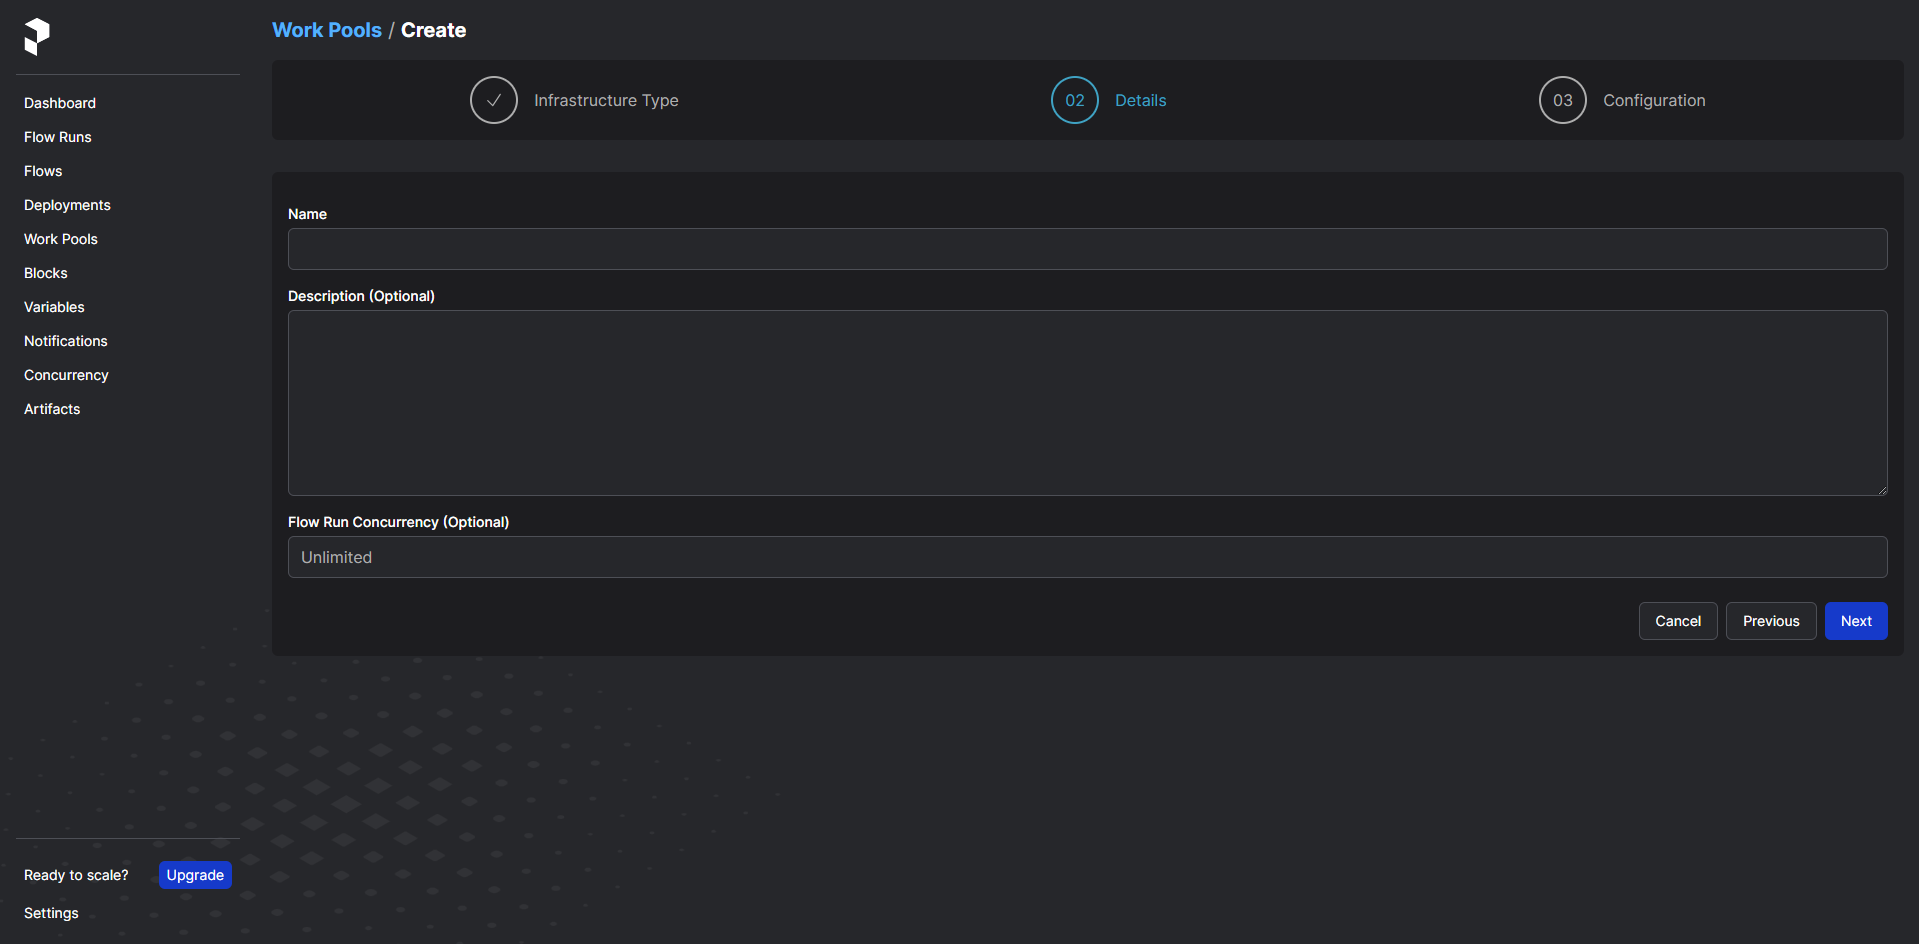 Work Pools / Create
Dashboard
Flow Runs
Flows
Deployments
Work Pools
Blocks
Variables
Notifications
Concurrency
Artifacts
Ready to scale? Upgrade
Settings
Infrastructure Type
02 Details
03 Configuration
Name
Description (Optional)
Flow Run Concurrency (Optional)
Unlimited
Cancel Previous Next